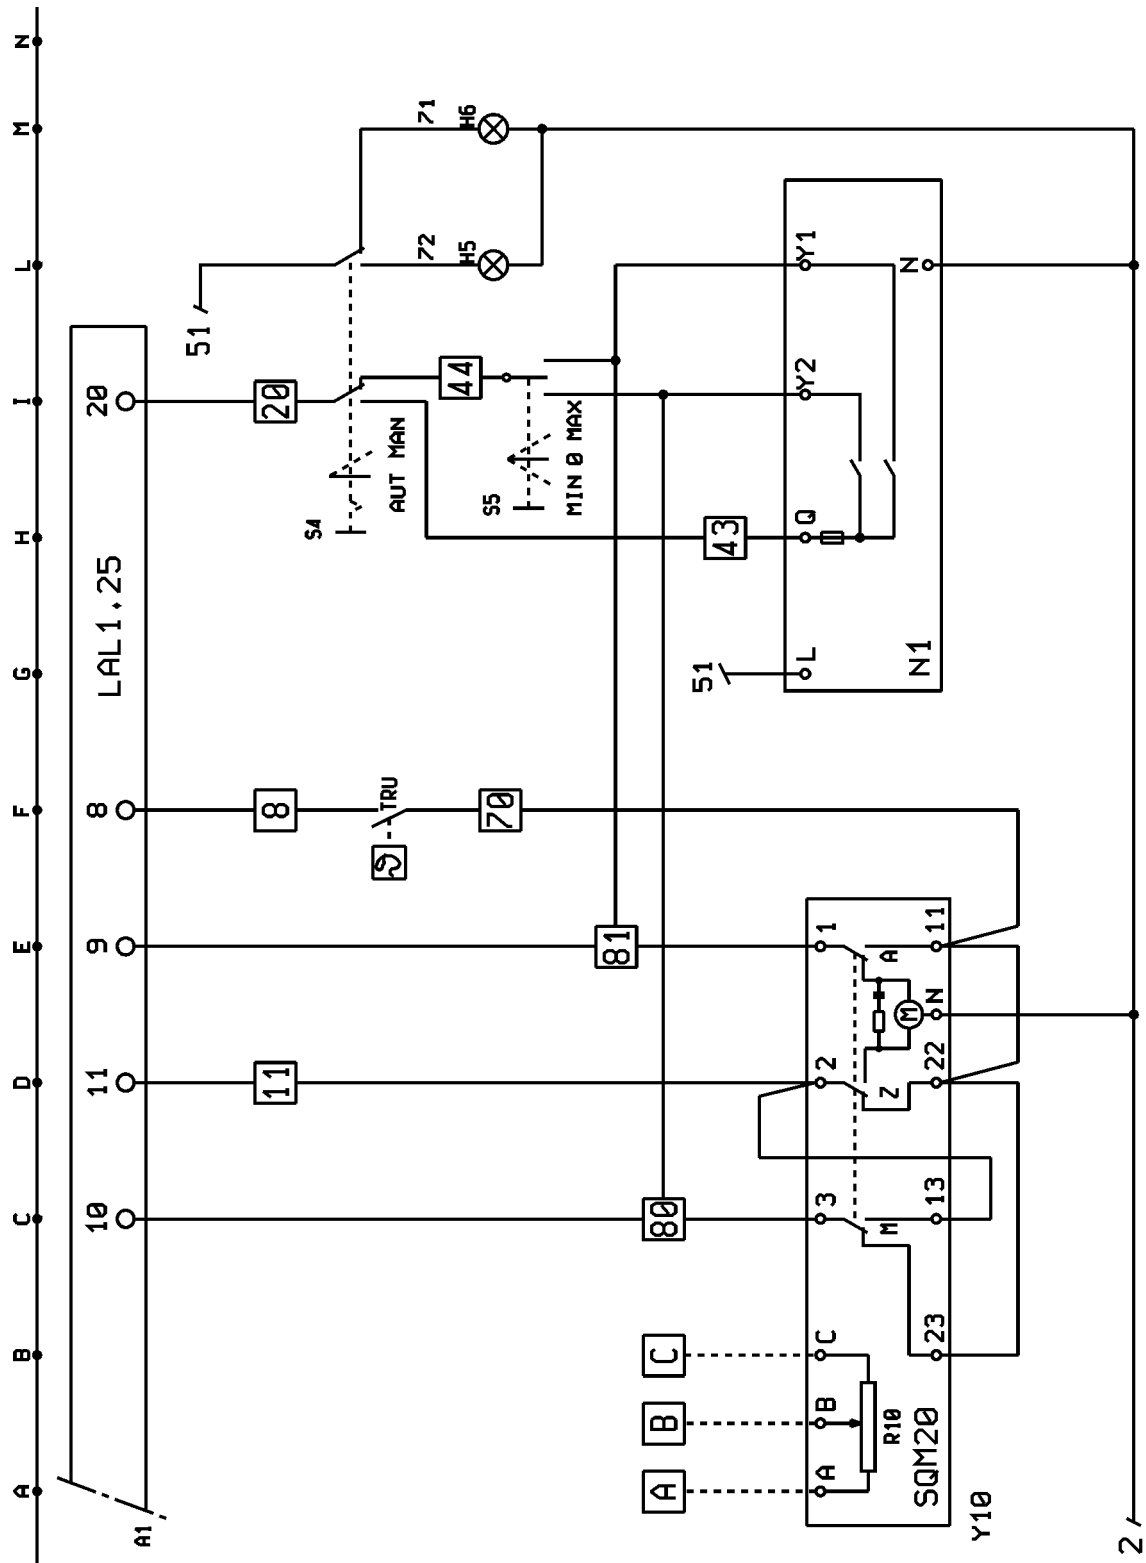 A B C D E F G H I L M N
A1
LAL1.25
10 11 9 8 20
51
11 8 20
71
72
H6
H5
S4
AUT MAN
TRU
70
44
S5
MIN 0 MAX
81
80
43
51
A B C
A B C 3 2 1
L Q Y2 Y1
R10
M Z A
M
N
SQM20
23 13 22 N 11
N1
Y10
2